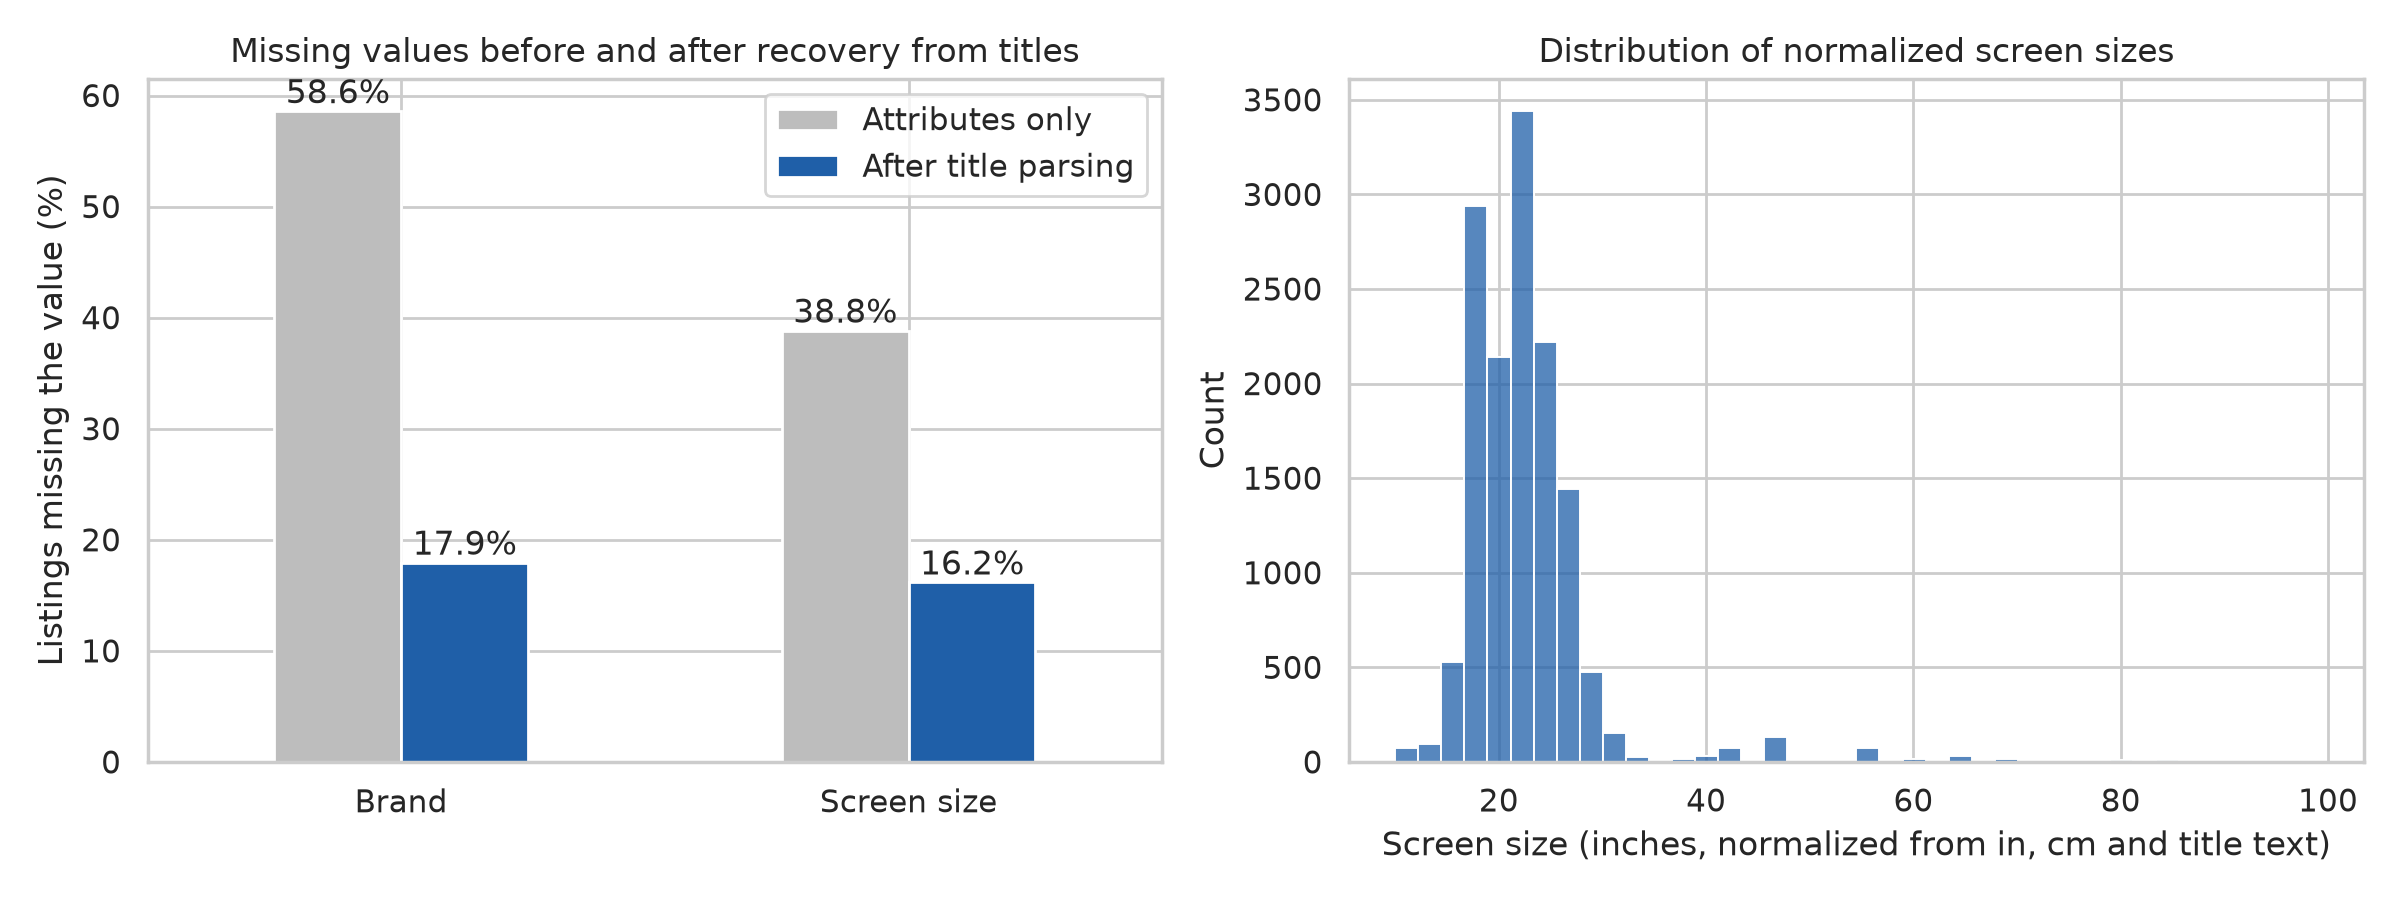 Missing values before and after recovery from titles
Listings missing the value (%)
60
50
40
30
20
10
0
58.6%
17.9%
38.8%
16.2%
Attributes only
After title parsing
Brand
Screen size
Distribution of normalized screen sizes
Count
3500
3000
2500
2000
1500
1000
500
0
20
40
60
80
100
Screen size (inches, normalized from in, cm and title text)